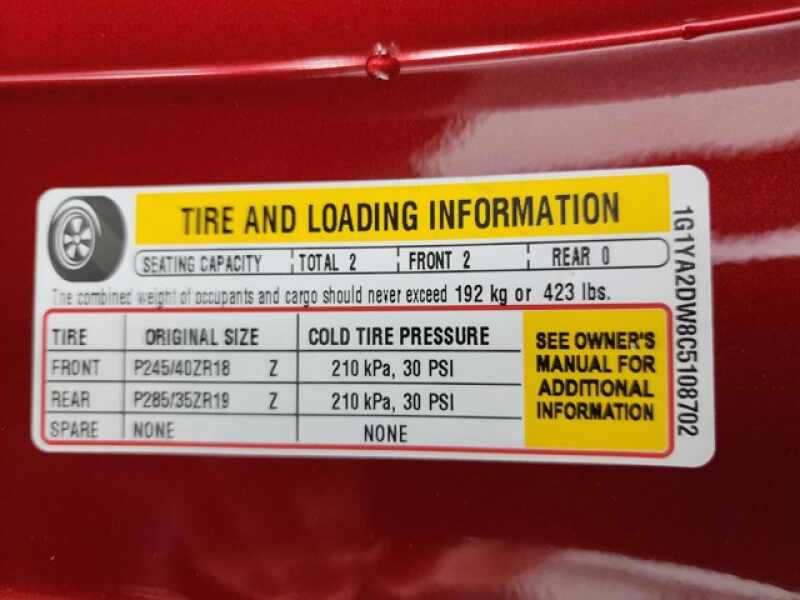 TIRE AND LOADING INFORMATION
SEATING CAPACITY TOTAL 2 FRONT 2 REAR 0
The combined weight of occupants and cargo should never exceed 192 kg or 423 lbs.
TIRE ORIGINAL SIZE COLD TIRE PRESSURE
FRONT P245/40ZR18 Z 210 kPa, 30 PSI
REAR P285/35ZR19 Z 210 kPa, 30 PSI
SPARE NONE NONE
SEE OWNER'S
MANUAL FOR
ADDITIONAL
INFORMATION
1G1YA2DW8C5108702